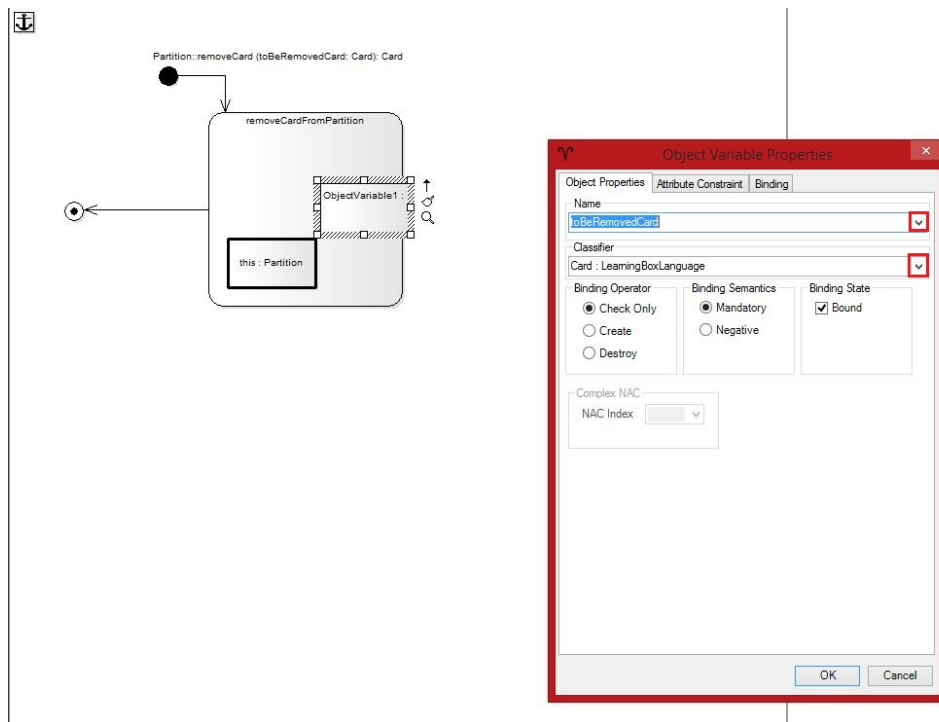 Partition::removeCard (toBeRemovedCard: Card): Card
removeCardFromPartition
ObjectVariable1 :
this : Partition
Object Variable Properties
Object Properties Attribute Constraint Binding
Name
toBeRemovedCard
Classifier
Card : LearningBoxLanguage
Binding Operator Binding Semantics Binding State
Check Only Mandatory Bound
Create Negative
Destroy
Complex NAC
NAC Index
OK Cancel